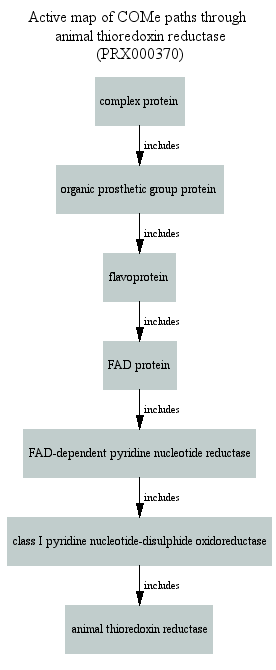 Active map of COMe paths through
animal thioredoxin reductase
(PRX000370)
complex protein
includes
organic prosthetic group protein
includes
flavoprotein
includes
FAD protein
includes
FAD-dependent pyridine nucleotide reductase
includes
class I pyridine nucleotide-disulphide oxidoreductase
includes
animal thioredoxin reductase